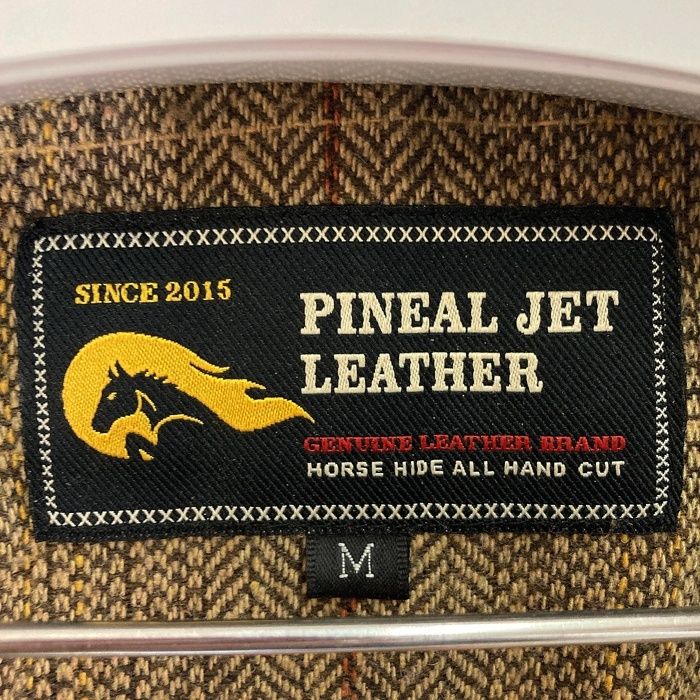 SINCE 2015
PINEAL JET
LEATHER
GENUINE LEATHER BRAND
HORSE HIDE ALL HAND CUT
M